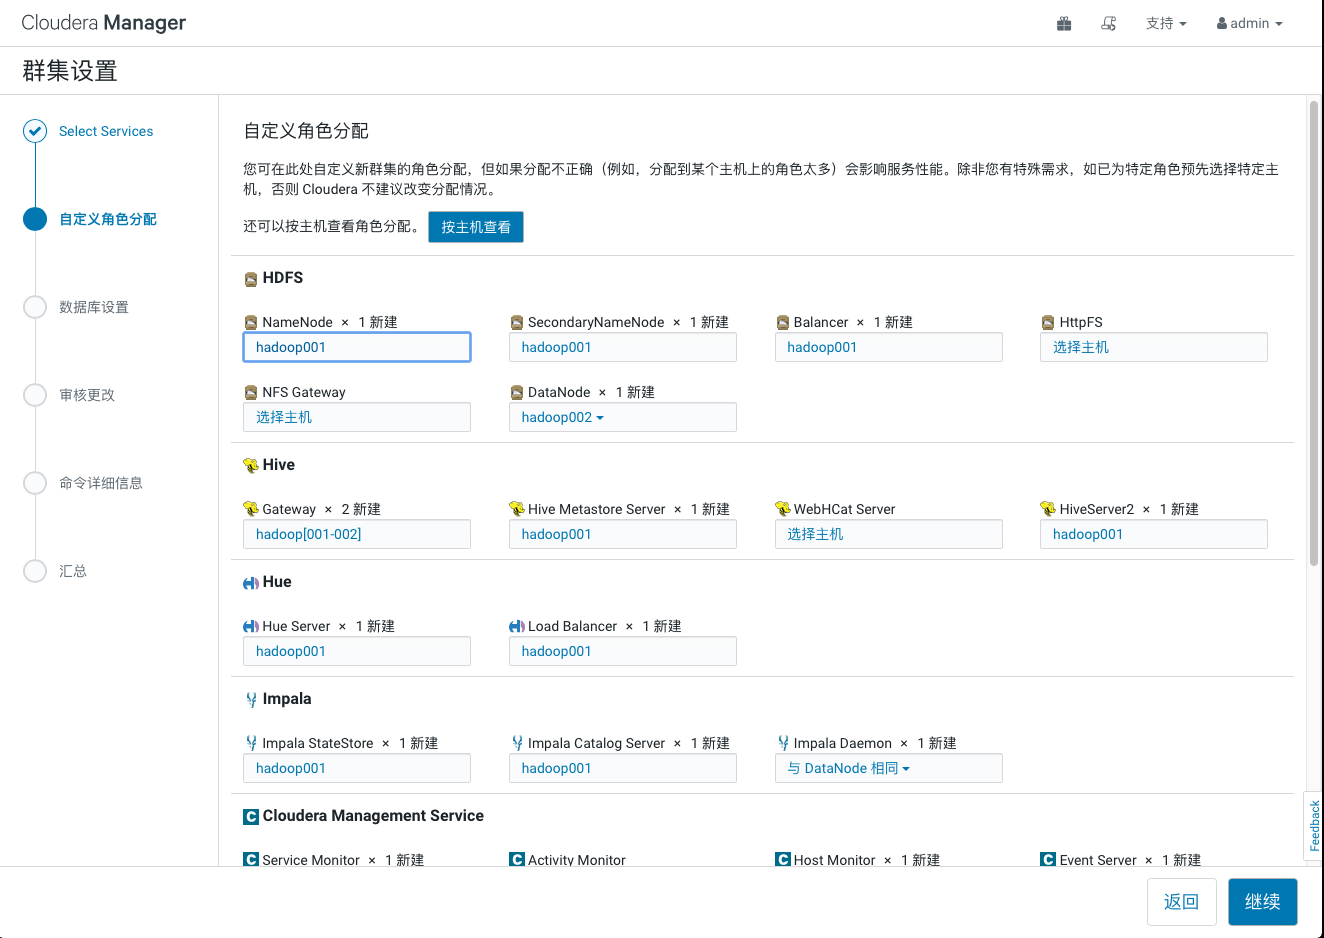 Cloudera Manager
支持
admin
群集设置
Select Services
自定义角色分配
数据库设置
审核更改
命令详细信息
汇总
自定义角色分配
您可在此处自定义新群集的角色分配，但如果分配不正确（例如，分配到某个主机上的角色太多）会影响服务性能。除非您有特殊需求，如已为特定角色预先选择特定主
机，否则 Cloudera 不建议改变分配情况。
还可以按主机查看角色分配。 按主机查看
HDFS
NameNode × 1 新建
hadoop001
SecondaryNameNode × 1 新建
hadoop001
Balancer × 1 新建
hadoop001
HttpFS
选择主机
NFS Gateway
选择主机
DataNode × 1 新建
hadoop002
Hive
Gateway × 2 新建
hadoop[001-002]
Hive Metastore Server × 1 新建
hadoop001
WebHCat Server
选择主机
HiveServer2 × 1 新建
hadoop001
Hue
Hue Server × 1 新建
hadoop001
Load Balancer × 1 新建
hadoop001
Impala
Impala StateStore × 1 新建
hadoop001
Impala Catalog Server × 1 新建
hadoop001
Impala Daemon × 1 新建
与 DataNode 相同
Cloudera Management Service
Service Monitor × 1 新建
Activity Monitor
Host Monitor × 1 新建
Event Server × 1 新建
Feedback
返回
继续